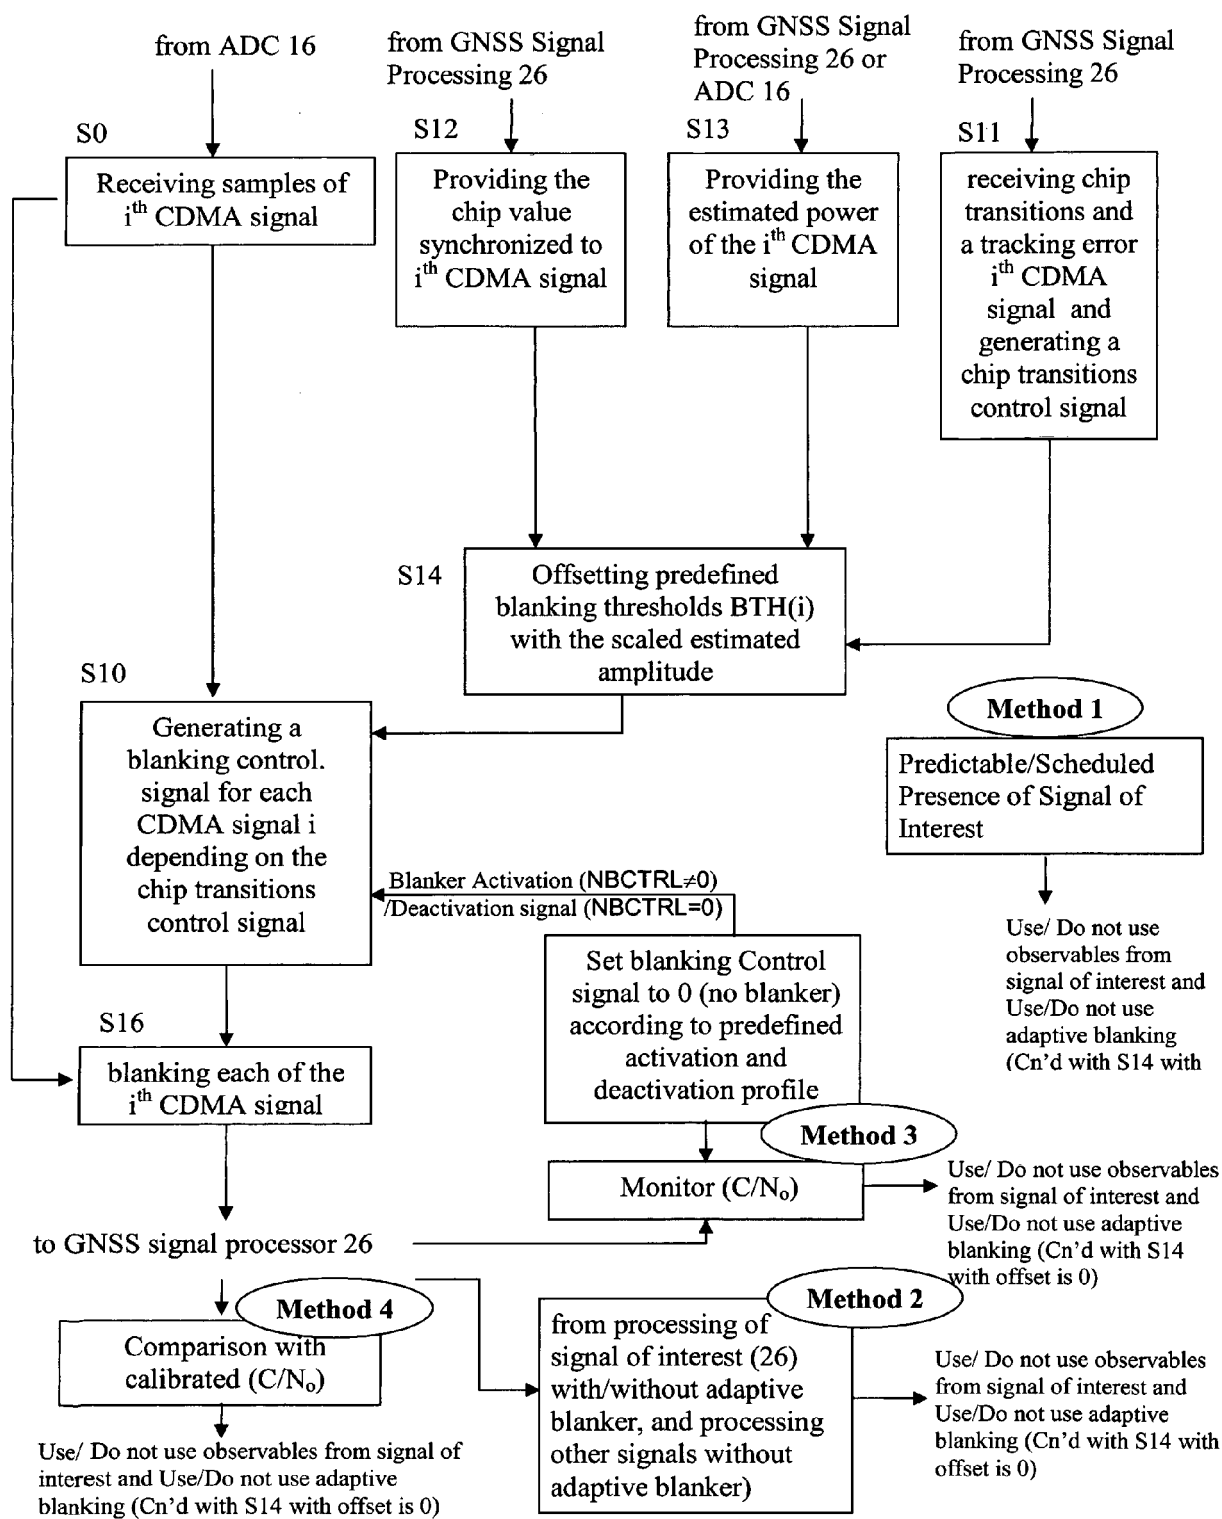 from ADC 16
from GNSS Signal
Processing 26
from GNSS Signal
Processing 26 or
ADC 16
from GNSS Signal
Processing 26
S0
S12
S13
S11
Receiving samples of
ith CDMA signal
Providing the
chip value
synchronized to
ith CDMA signal
Providing the
estimated power
of the ith CDMA
signal
receiving chip
transitions and
a tracking error
ith CDMA
signal and
generating a
chip transitions
control signal
S14
Offsetting predefined
blanking thresholds BTH(i)
with the scaled estimated
amplitude
S10
Generating a
blanking control.
signal for each
CDMA signal i
depending on the
chip transitions
control signal
Method 1
Predictable/Scheduled
Presence of Signal of
Interest
Use/ Do not use
observables from
signal of interest and
Use/Do not use
adaptive blanking
(Cn'd with S14 with
Blanker Activation (NBCTRL≠0)
/Deactivation signal (NBCTRL=0)
Set blanking Control
signal to 0 (no blanker)
according to predefined
activation and
deactivation profile
S16
blanking each of the
ith CDMA signal
Method 3
Monitor (C/No)
Use/ Do not use observables
from signal of interest and
Use/Do not use adaptive
blanking (Cn'd with S14
with offset is 0)
to GNSS signal processor 26
Method 4
Comparison with
calibrated (C/No)
Use/ Do not use observables from signal of
interest and Use/Do not use adaptive
blanking (Cn'd with S14 with offset is 0)
Method 2
from processing of
signal of interest (26)
with/without adaptive
blanker, and processing
other signals without
adaptive blanker)
Use/ Do not use observables
from signal of interest and
Use/Do not use adaptive
blanking (Cn'd with S14 with
offset is 0)